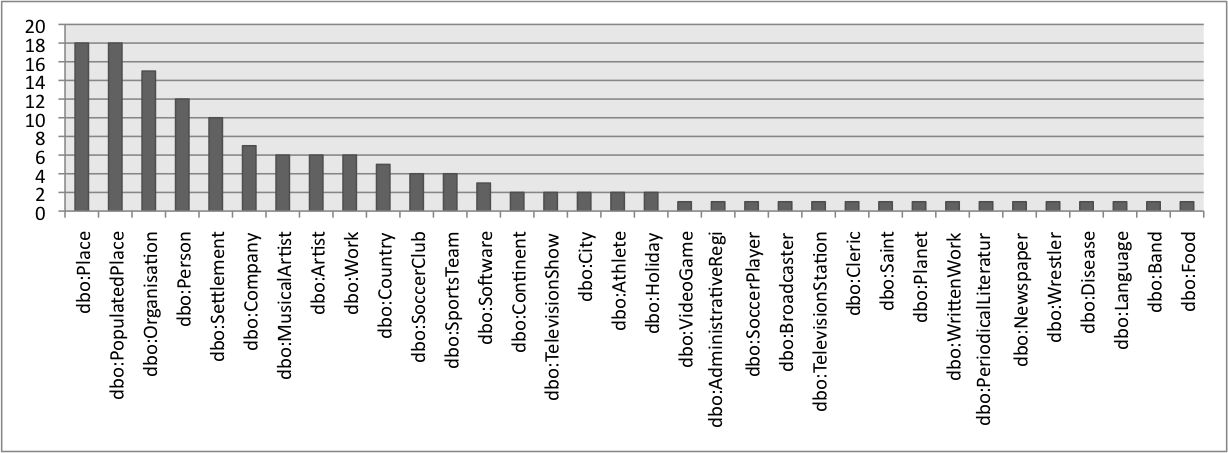 20
18
16
14
12
10
8
6
4
2
0
dbo:Place
dbo:PopulatedPlace
dbo:Organisation
dbo:Person
dbo:Settlement
dbo:Company
dbo:MusicalArtist
dbo:Artist
dbo:Work
dbo:Country
dbo:SoccerClub
dbo:SportsTeam
dbo:Software
dbo:Continent
dbo:TelevisionShow
dbo:City
dbo:Athlete
dbo:Holiday
dbo:VideoGame
dbo:AdministrativeRegi
dbo:SoccerPlayer
dbo:Broadcaster
dbo:TelevisionStation
dbo:Cleric
dbo:Saint
dbo:Planet
dbo:WrittenWork
dbo:PeriodicalLiteratur
dbo:Newspaper
dbo:Wrestler
dbo:Disease
dbo:Language
dbo:Band
dbo:Food